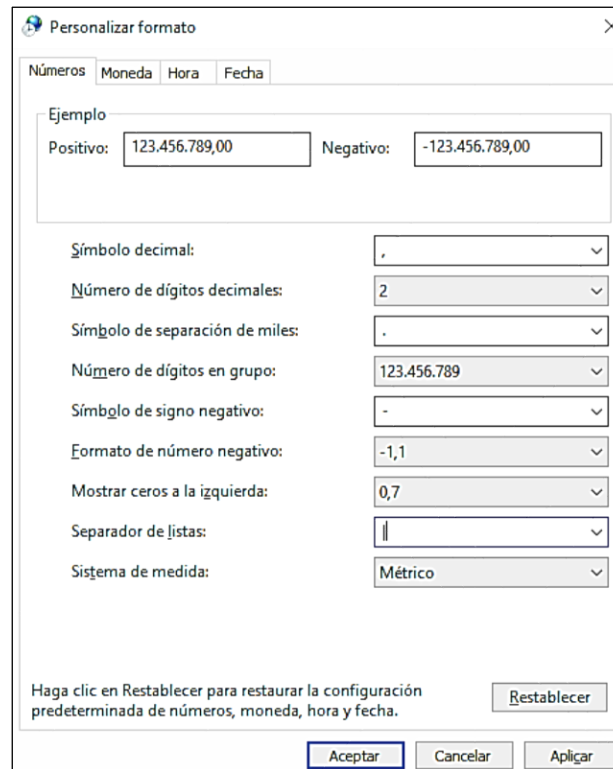 Personalizar formato
Números Moneda Hora Fecha
Ejemplo
Positivo: 123.456.789,00 Negativo: -123.456.789,00
Símbolo decimal: ,
Número de dígitos decimales: 2
Símbolo de separación de miles: .
Número de dígitos en grupo: 123.456.789
Símbolo de signo negativo: -
Formato de número negativo: -1,1
Mostrar ceros a la izquierda: 0,7
Separador de listas: |
Sistema de medida: Métrico
Haga clic en Restablecer para restaurar la configuración
predeterminada de números, moneda, hora y fecha.
Restablecer
Aceptar Cancelar Aplicar